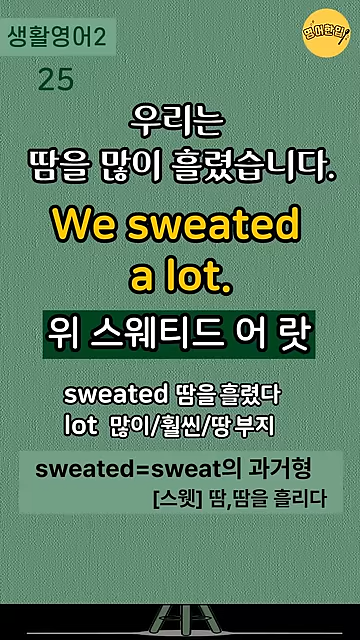 생활영어2
영어한입
25
우리는
땀을 많이 흘렸습니다.
We sweated
a lot.
위 스웨티드 어 랏
sweated 땀을 흘렸다
lot 많이/훨씬/땅 부지
sweated=sweat의 과거형
[스웻] 땀,땀을 흘리다